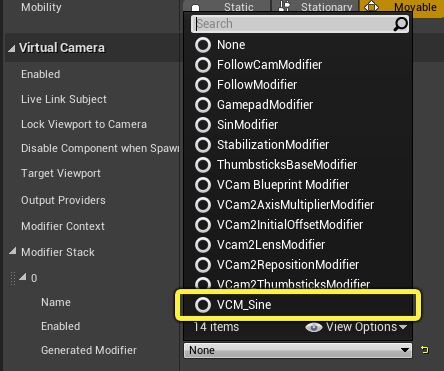 Mobility
Static
Stationary
Movable
Virtual Camera
Enabled
Live Link Subject
Lock Viewport to Camera
Disable Component when Spawn
Target Viewport
Output Providers
Modifier Context
Modifier Stack
0
Name
Enabled
Generated Modifier
Search
None
FollowCamModifier
FollowModifier
GamepadModifier
SinModifier
StabilizationModifier
ThumbsticksBaseModifier
VCam Blueprint Modifier
VCam2AxisMultiplierModifier
VCam2InitialOffsetModifier
Vcam2LensModifier
VCam2RepositionModifier
VCam2ThumbsticksModifier
VCM_Sine
14 items
View Options
None